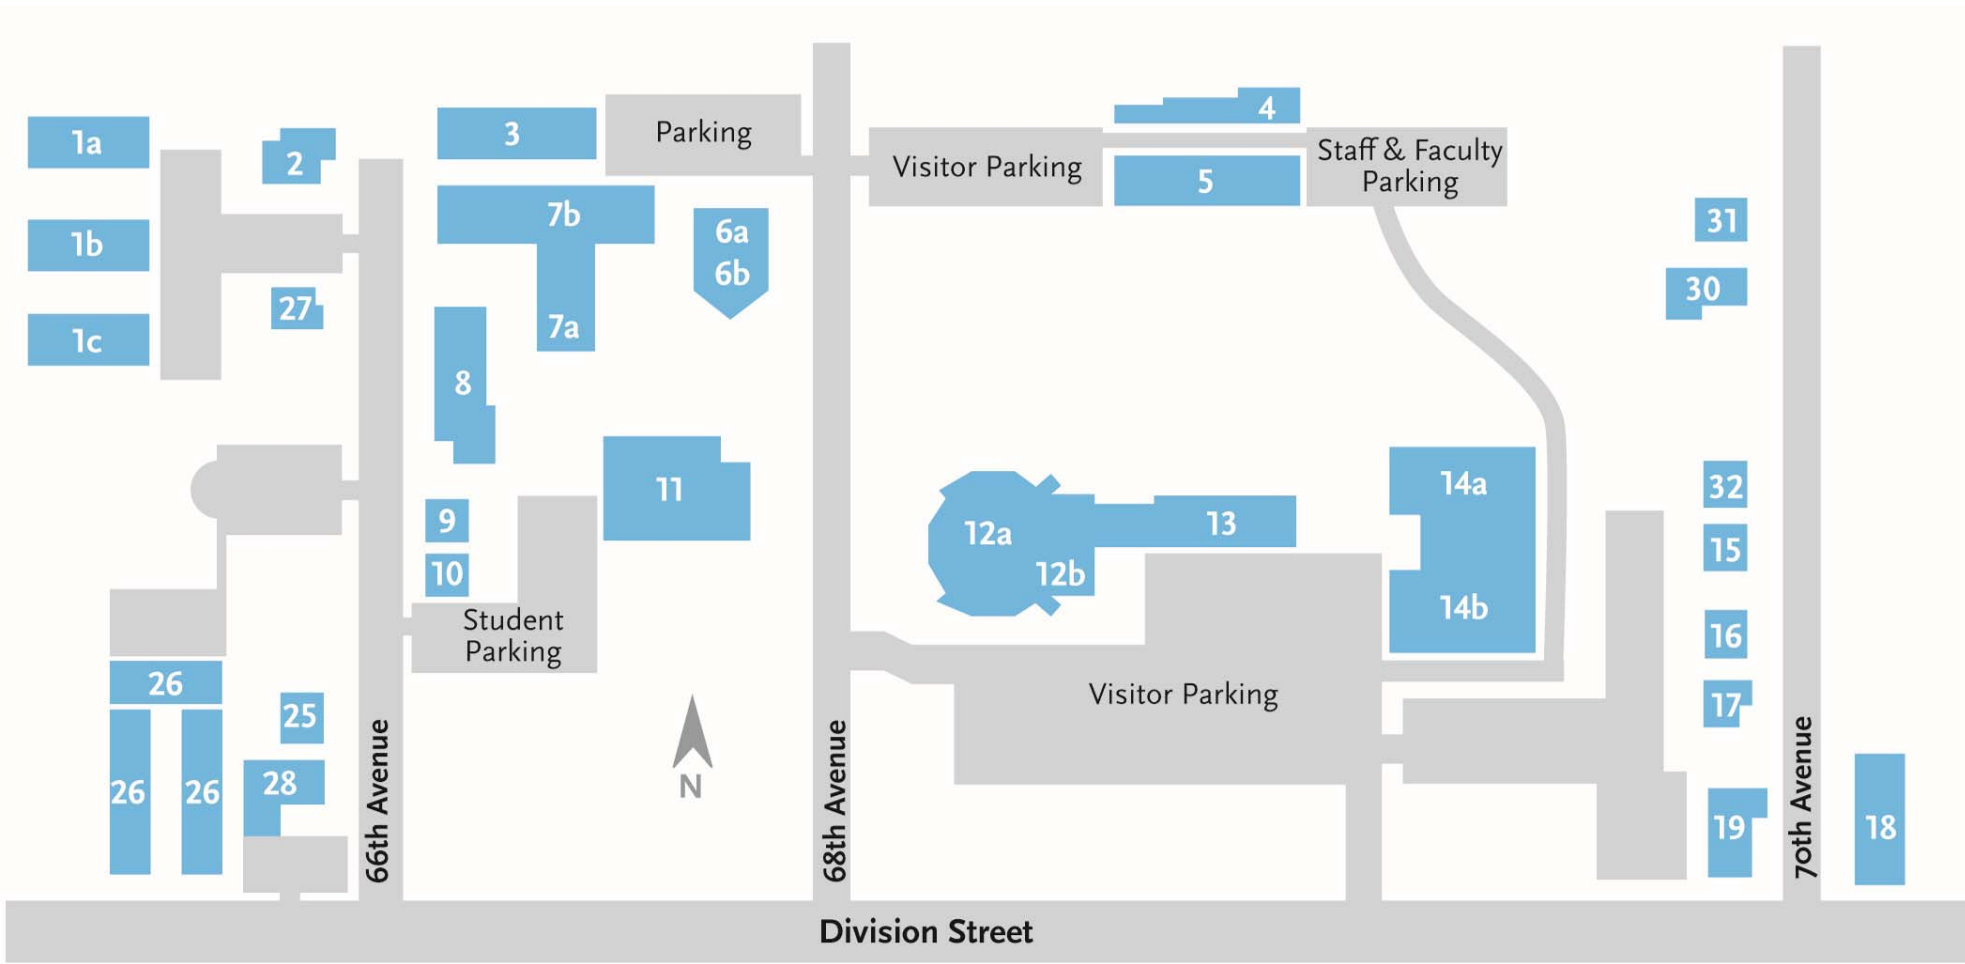 4
Parking
3
1a
2
Visitor Parking
Staff & Faculty
Parking
5
7b
31
6a
1b
6b
30
27
7a
1c
8
11
14a
32
9
12a
13
15
10
12b
14b
Student
Parking
16
26
Visitor Parking
25
17
28
26
26
N
66th Avenue
68th Avenue
70th Avenue
19
18
Division Street